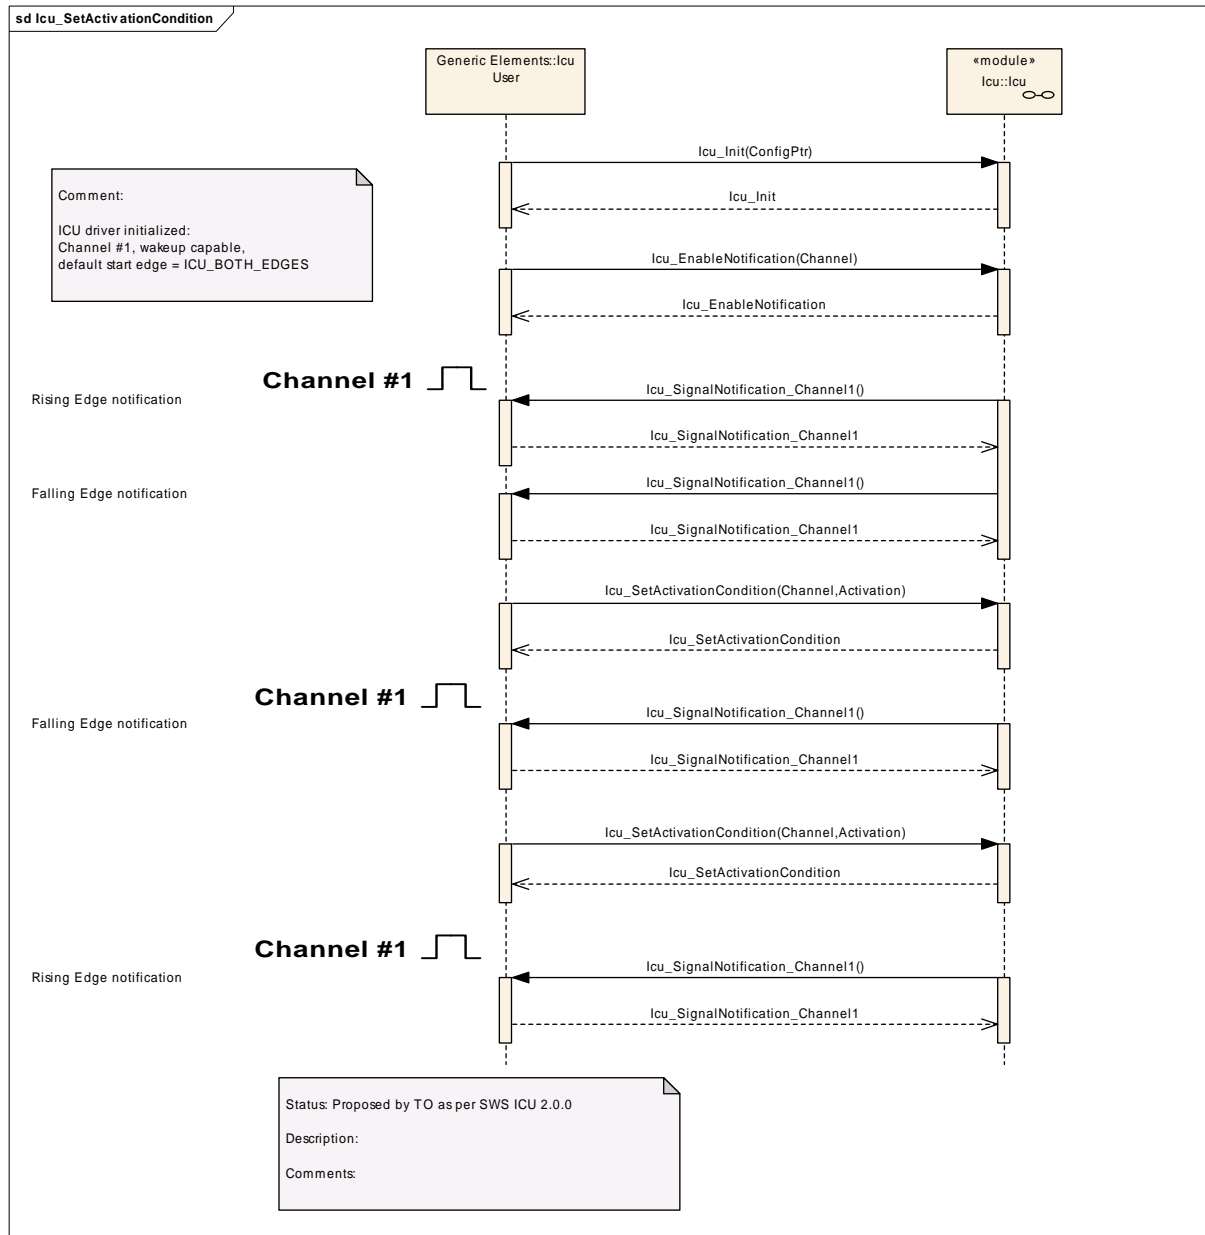 sd Icu_SetActivationCondition
Generic Elements::Icu
User
«module»
Icu::Icu
Icu_Init(ConfigPtr)
Icu_Init
Comment:
ICU driver initialized:
Channel #1, wakeup capable,
default start edge = ICU_BOTH_EDGES
Icu_EnableNotification(Channel)
Icu_EnableNotification
Channel #1
Rising Edge notification
Icu_SignalNotification_Channel1()
Icu_SignalNotification_Channel1
Falling Edge notification
Icu_SignalNotification_Channel1()
Icu_SignalNotification_Channel1
Icu_SetActivationCondition(Channel,Activation)
Icu_SetActivationCondition
Channel #1
Falling Edge notification
Icu_SignalNotification_Channel1()
Icu_SignalNotification_Channel1
Icu_SetActivationCondition(Channel,Activation)
Icu_SetActivationCondition
Channel #1
Rising Edge notification
Icu_SignalNotification_Channel1()
Icu_SignalNotification_Channel1
Status: Proposed by TO as per SWS ICU 2.0.0
Description:
Comments: